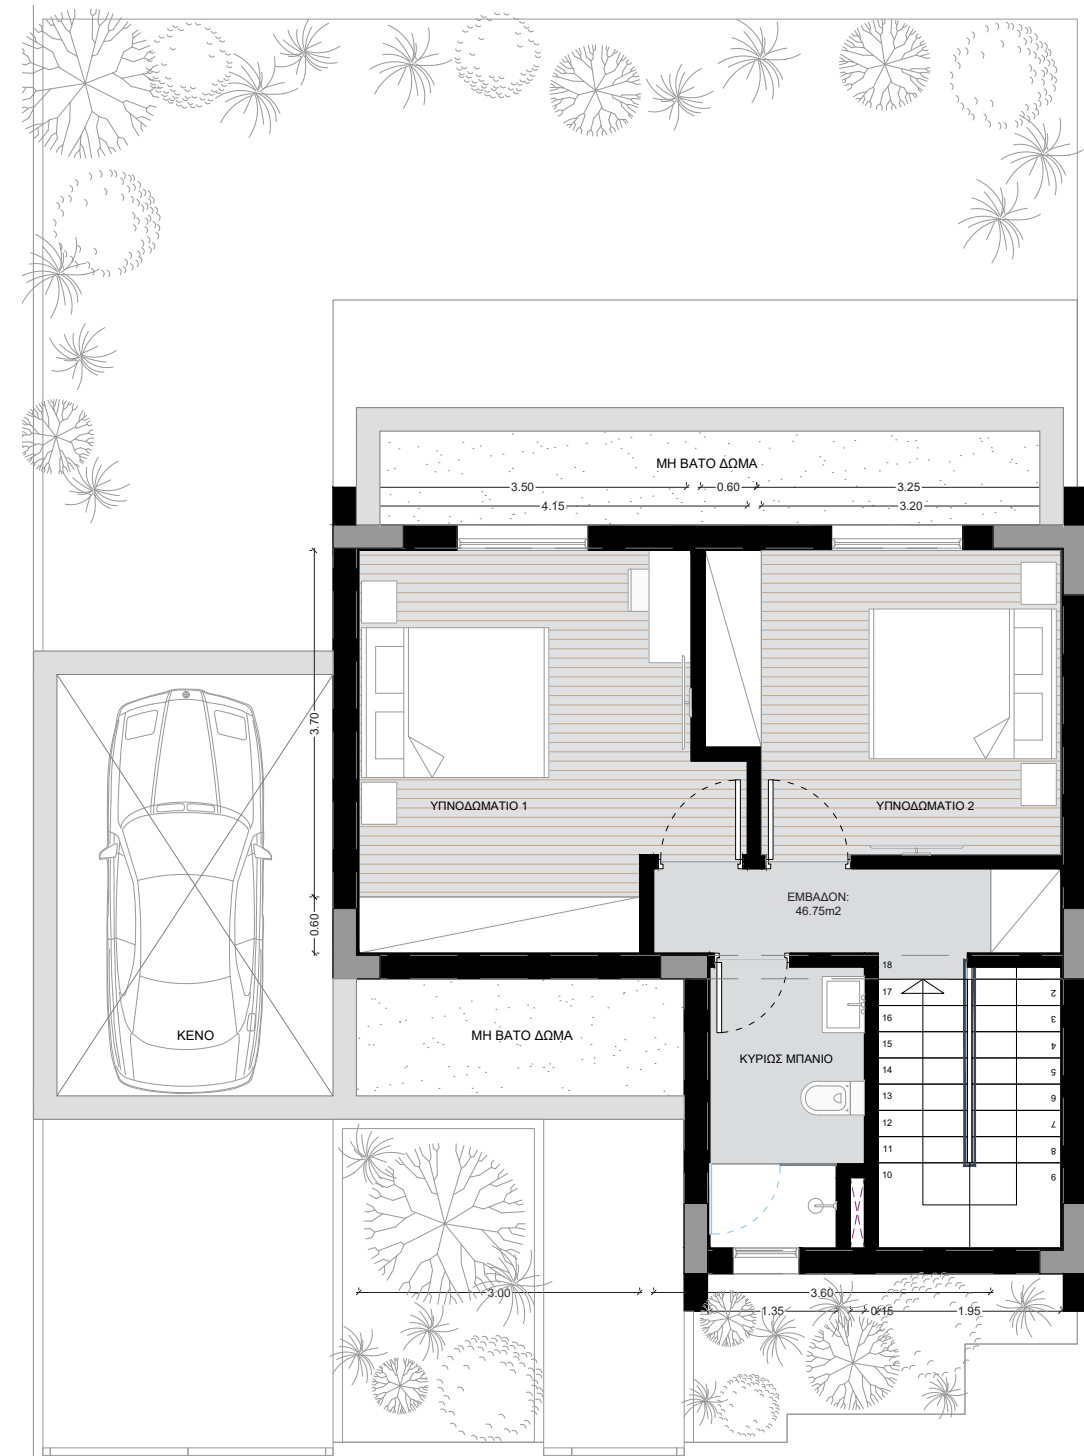 ΜΗ ΒΑΤΟ ΔΩΜΑ
3.50 0.60 3.25
4.15 3.20
3.70
0.60
ΥΠΝΟΔΩΜΑΤΙΟ 1
ΥΠΝΟΔΩΜΑΤΙΟ 2
ΕΜΒΑΔΟΝ:
46.75m2
ΚΕΝΟ
ΜΗ ΒΑΤΟ ΔΩΜΑ
ΚΥΡΙΩΣ ΜΠΑΝΙΟ
18
17 2
16 3
15 4
14 5
13 6
12 7
11 8
10 9
3.00 3.60
1.35 0.15 1.95